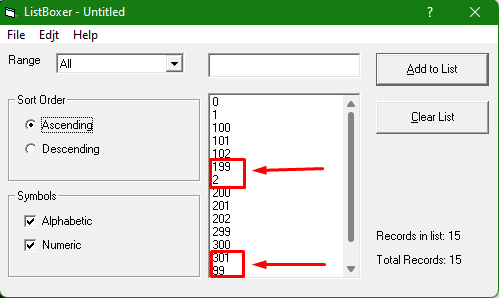 ListBoxer - Untitled
File Edjt Help
Range All
Add to List
Sort Order
Ascending
Descending
0
1
100
101
102
199
2
200
201
202
299
300
301
99
Clear List
Symbols
Alphabetic
Numeric
Records in list: 15
Total Records: 15